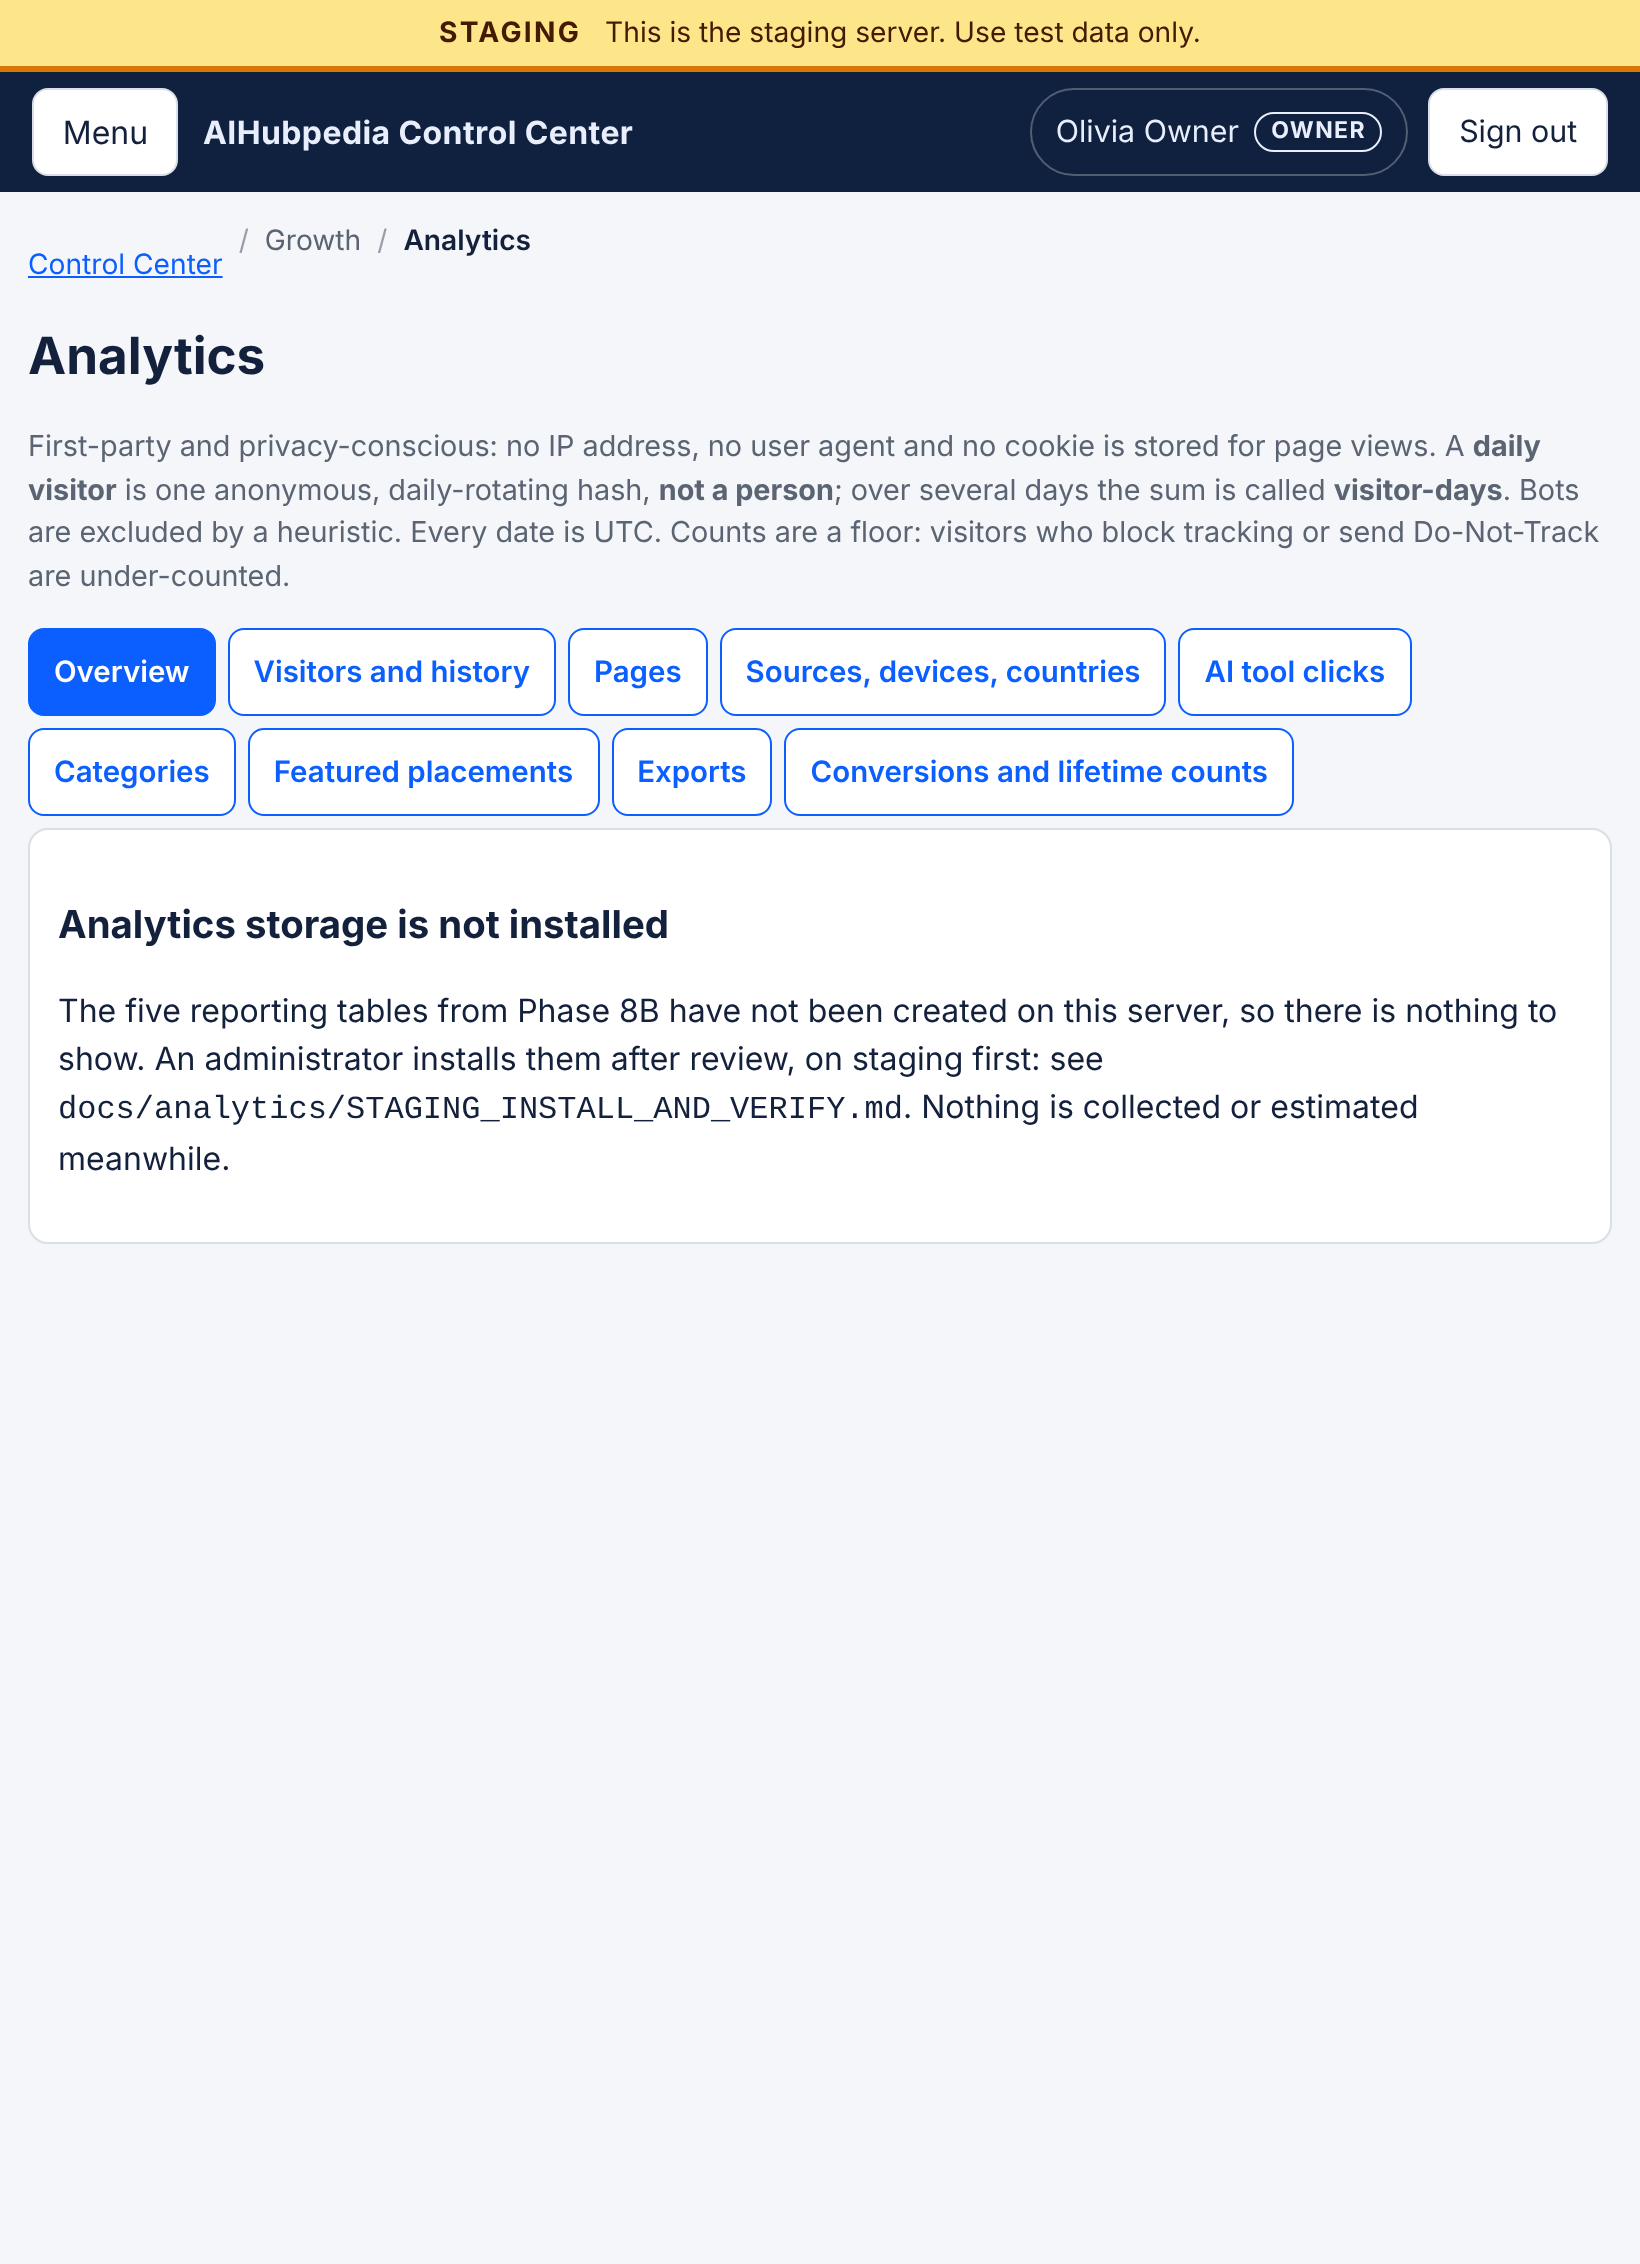 STAGING This is the staging server. Use test data only.
Menu AIHubpedia Control Center Olivia Owner OWNER Sign out
Control Center / Growth / Analytics
Analytics
First-party and privacy-conscious: no IP address, no user agent and no cookie is stored for page views. A daily
visitor is one anonymous, daily-rotating hash, not a person; over several days the sum is called visitor-days. Bots
are excluded by a heuristic. Every date is UTC. Counts are a floor: visitors who block tracking or send Do-Not-Track
are under-counted.
Overview Visitors and history Pages Sources, devices, countries AI tool clicks
Categories Featured placements Exports Conversions and lifetime counts
Analytics storage is not installed
The five reporting tables from Phase 8B have not been created on this server, so there is nothing to
show. An administrator installs them after review, on staging first: see
docs/analytics/STAGING_INSTALL_AND_VERIFY.md. Nothing is collected or estimated
meanwhile.